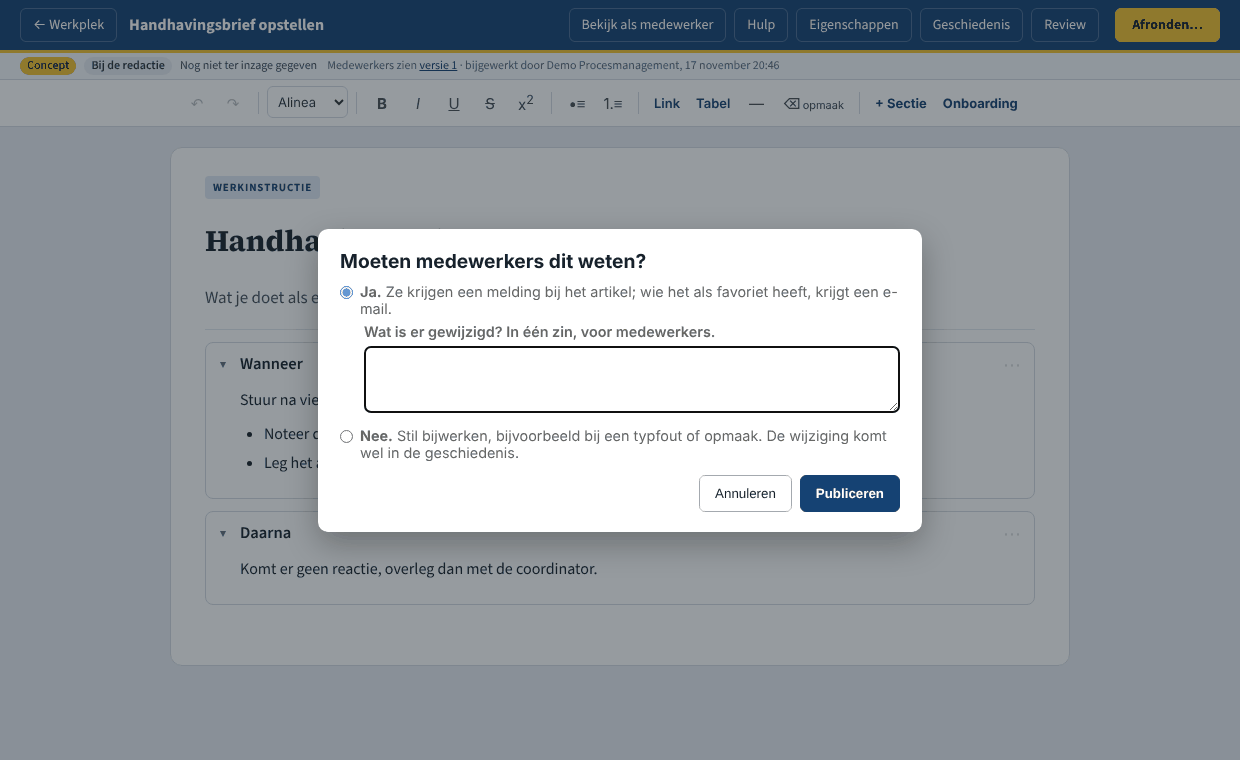 ← Werkplek Handhavingsbrief opstellen Bekijk als medewerker Hulp Eigenschappen Geschiedenis Review Afronden...
Concept Bij de redactie Nog niet ter inzage gegeven Medewerkers zien versie 1 · bijgewerkt door Demo Procesmanagement, 17 november 20:46
Alinea B I U S x² •≡ 1.≡ Link Tabel — ⌫ opmaak + Sectie Onboarding
WERKINSTRUCTIE
Handha
Wat je doet als e
Wanneer
Stuur na vie
• Noteer
• Leg het
Moeten medewerkers dit weten?
Ja. Ze krijgen een melding bij het artikel; wie het als favoriet heeft, krijgt een e-
mail.
Wat is er gewijzigd? In één zin, voor medewerkers.
Nee. Stil bijwerken, bijvoorbeeld bij een typfout of opmaak. De wijziging komt
wel in de geschiedenis.
Annuleren Publiceren
Daarna
Komt er geen reactie, overleg dan met de coordinator.